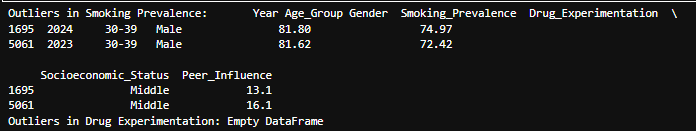 Outliers in Smoking Prevalence:       Year Age_Group Gender  Smoking_Prevalence  Drug_Experimentation  \
1695  2024     30-39   Male               81.80                 74.97
5061  2023     30-39   Male               81.62                 72.42
     Socioeconomic_Status  Peer_Influence
1695               Middle            13.1
5061               Middle            16.1
Outliers in Drug Experimentation: Empty DataFrame